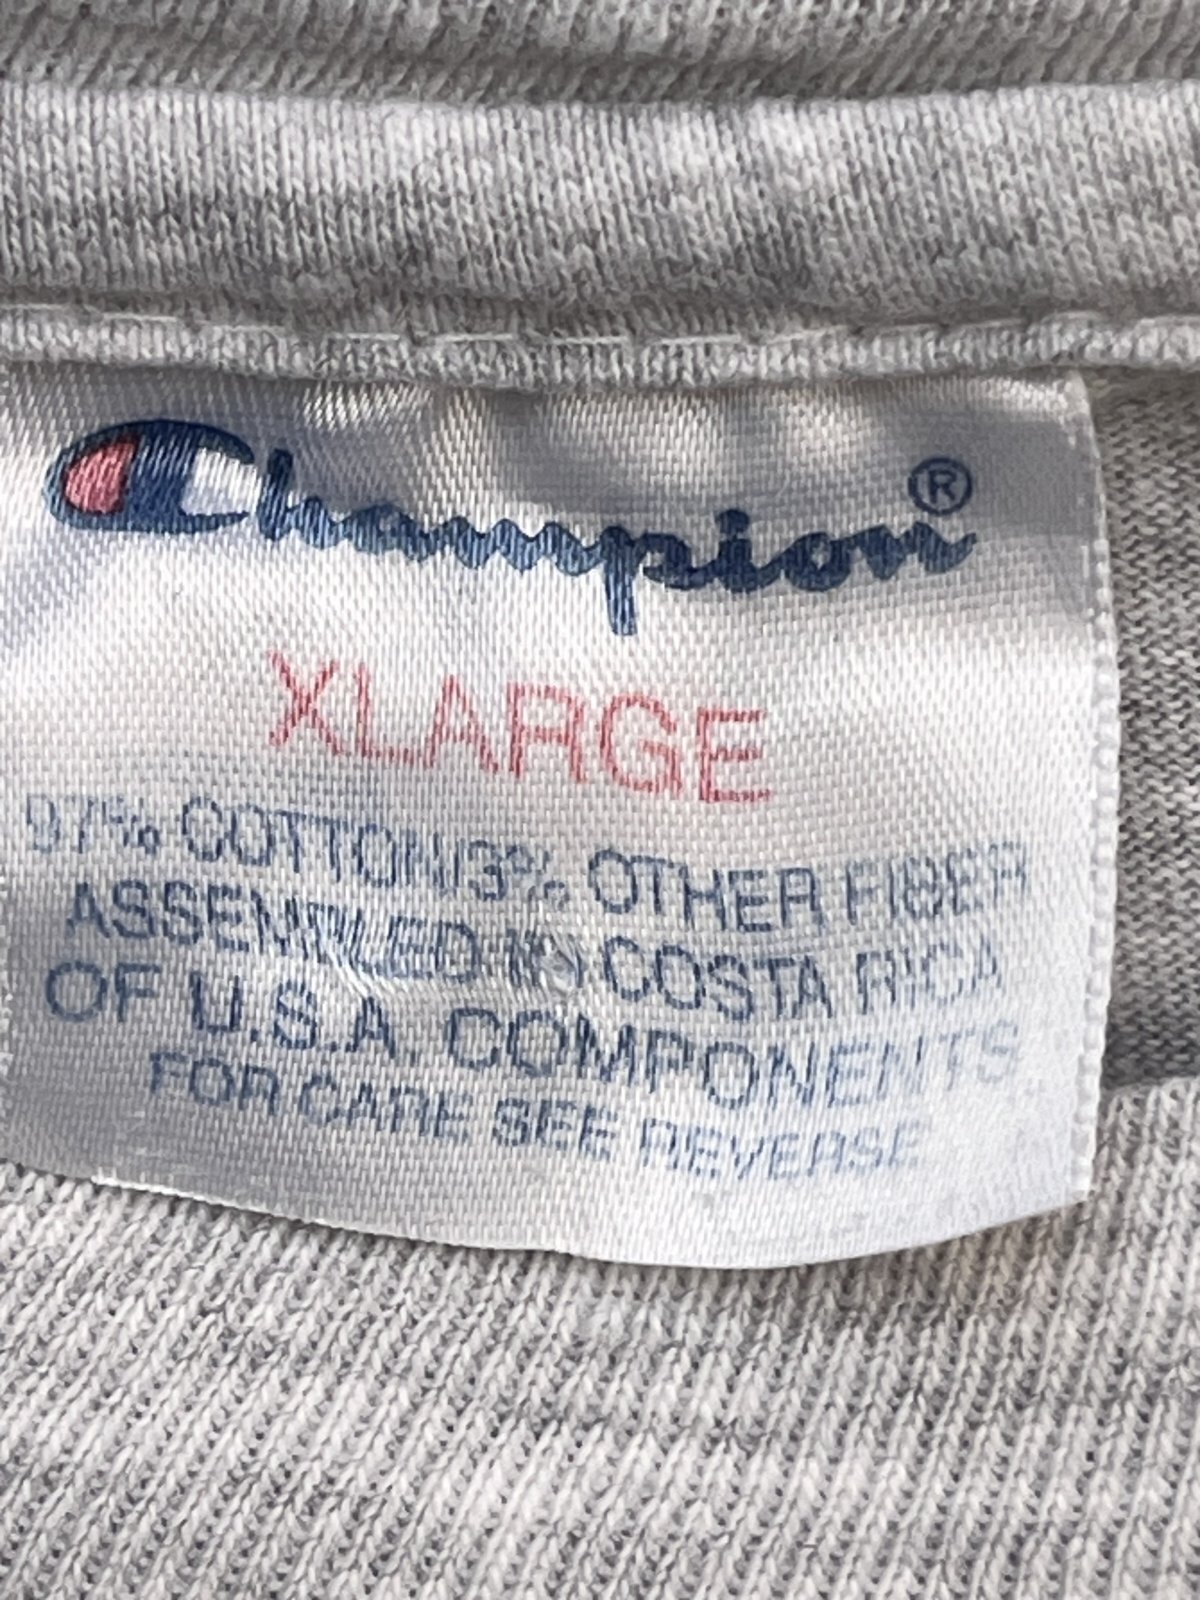 Champion®
XLARGE
97% COTTON/3% OTHER FIBER
ASSEMBLED IN COSTA RICA
OF U.S.A. COMPONENTS
FOR CARE SEE REVERSE